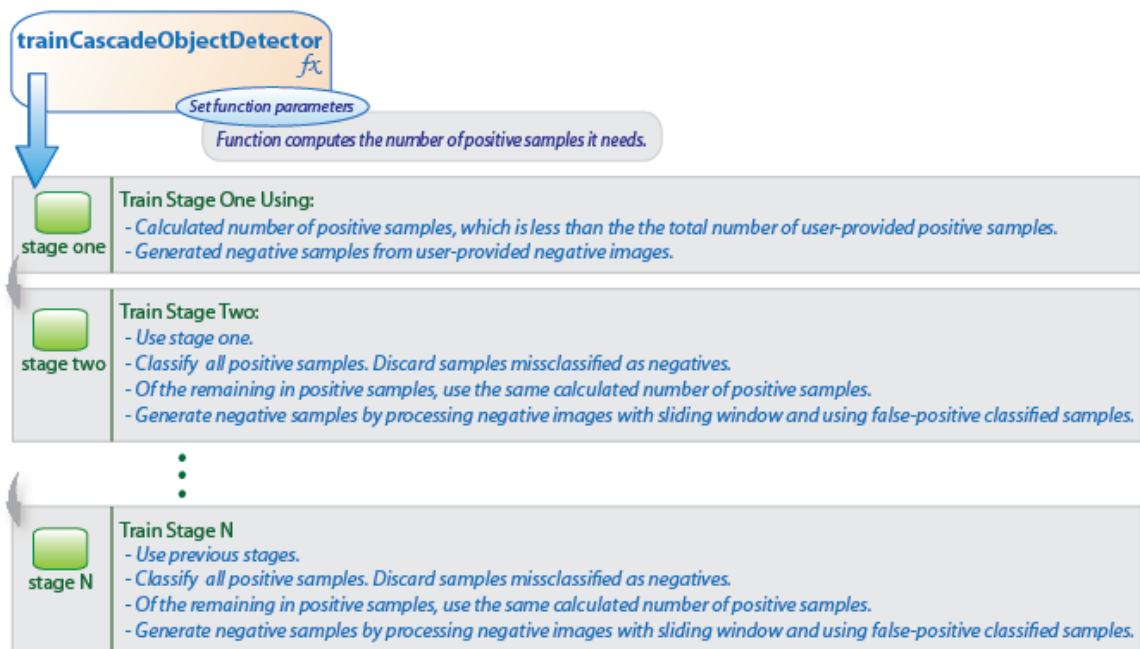 trainCascadeObjectDetector
fx
Set function parameters
Function computes the number of positive samples it needs.
stage one
Train Stage One Using:
- Calculated number of positive samples, which is less than the the total number of user-provided positive samples.
- Generated negative samples from user-provided negative images.
stage two
Train Stage Two:
- Use stage one.
- Classify all positive samples. Discard samples missclassified as negatives.
- Of the remaining in positive samples, use the same calculated number of positive samples.
- Generate negative samples by processing negative images with sliding window and using false-positive classified samples.
stage N
Train Stage N
- Use previous stages.
- Classify all positive samples. Discard samples missclassified as negatives.
- Of the remaining in positive samples, use the same calculated number of positive samples.
- Generate negative samples by processing negative images with sliding window and using false-positive classified samples.